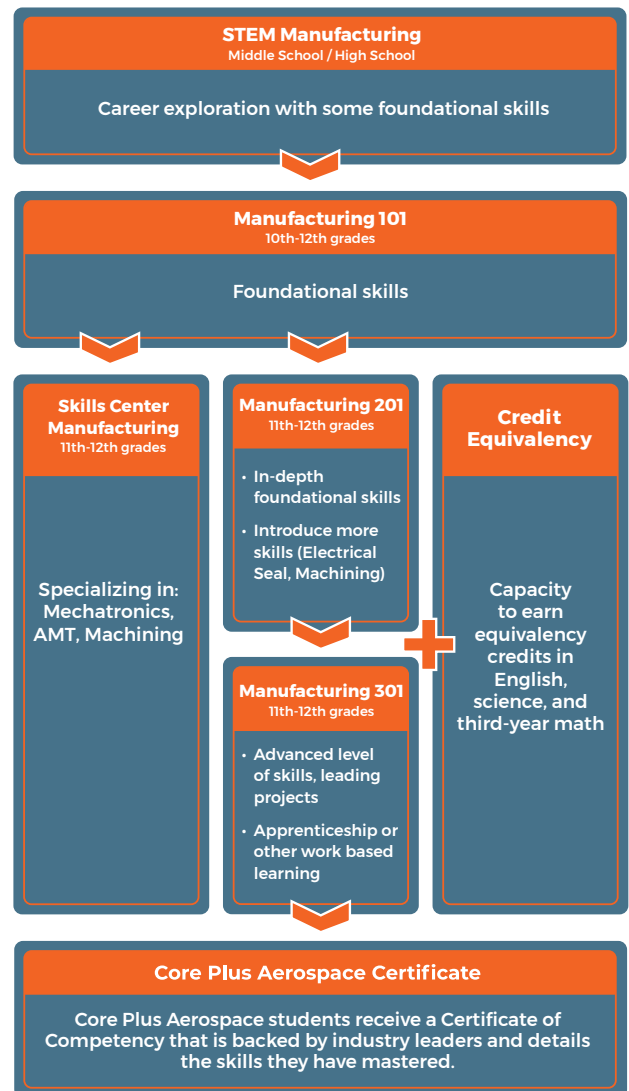 STEM Manufacturing
Middle School / High School
Career exploration with some foundational skills
Manufacturing 101
10th-12th grades
Foundational skills
Skills Center
Manufacturing
11th-12th grades
Specializing in:
Mechatronics,
AMT, Machining
Manufacturing 201
11th-12th grades
• In-depth
foundational skills
• Introduce more
skills (Electrical
Seal, Machining)
Manufacturing 301
11th-12th grades
• Advanced level
of skills, leading
projects
• Apprenticeship or
other work based
learning
Credit
Equivalency
Capacity
to earn
equivalency
credits in
English,
science, and
third-year math
Core Plus Aerospace Certificate
Core Plus Aerospace students receive a Certificate of
Competency that is backed by industry leaders and details
the skills they have mastered.